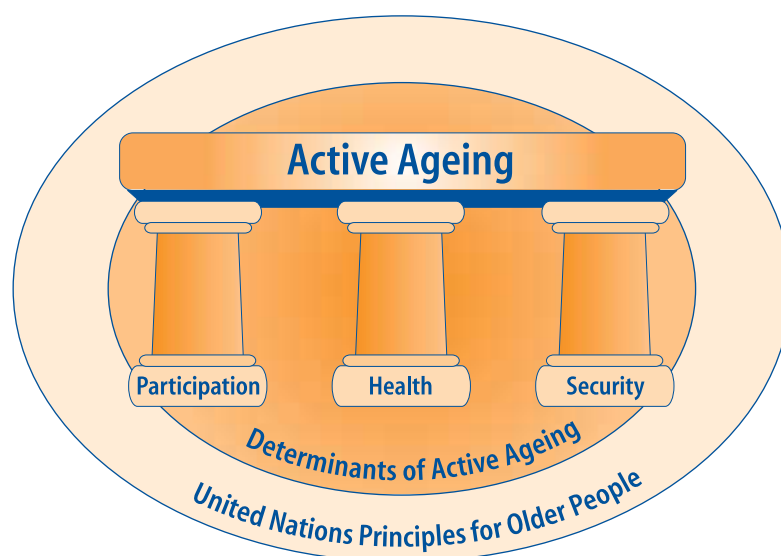 Active Ageing
Participation
Health
Security
Determinants of Active Ageing
United Nations Principles for Older People